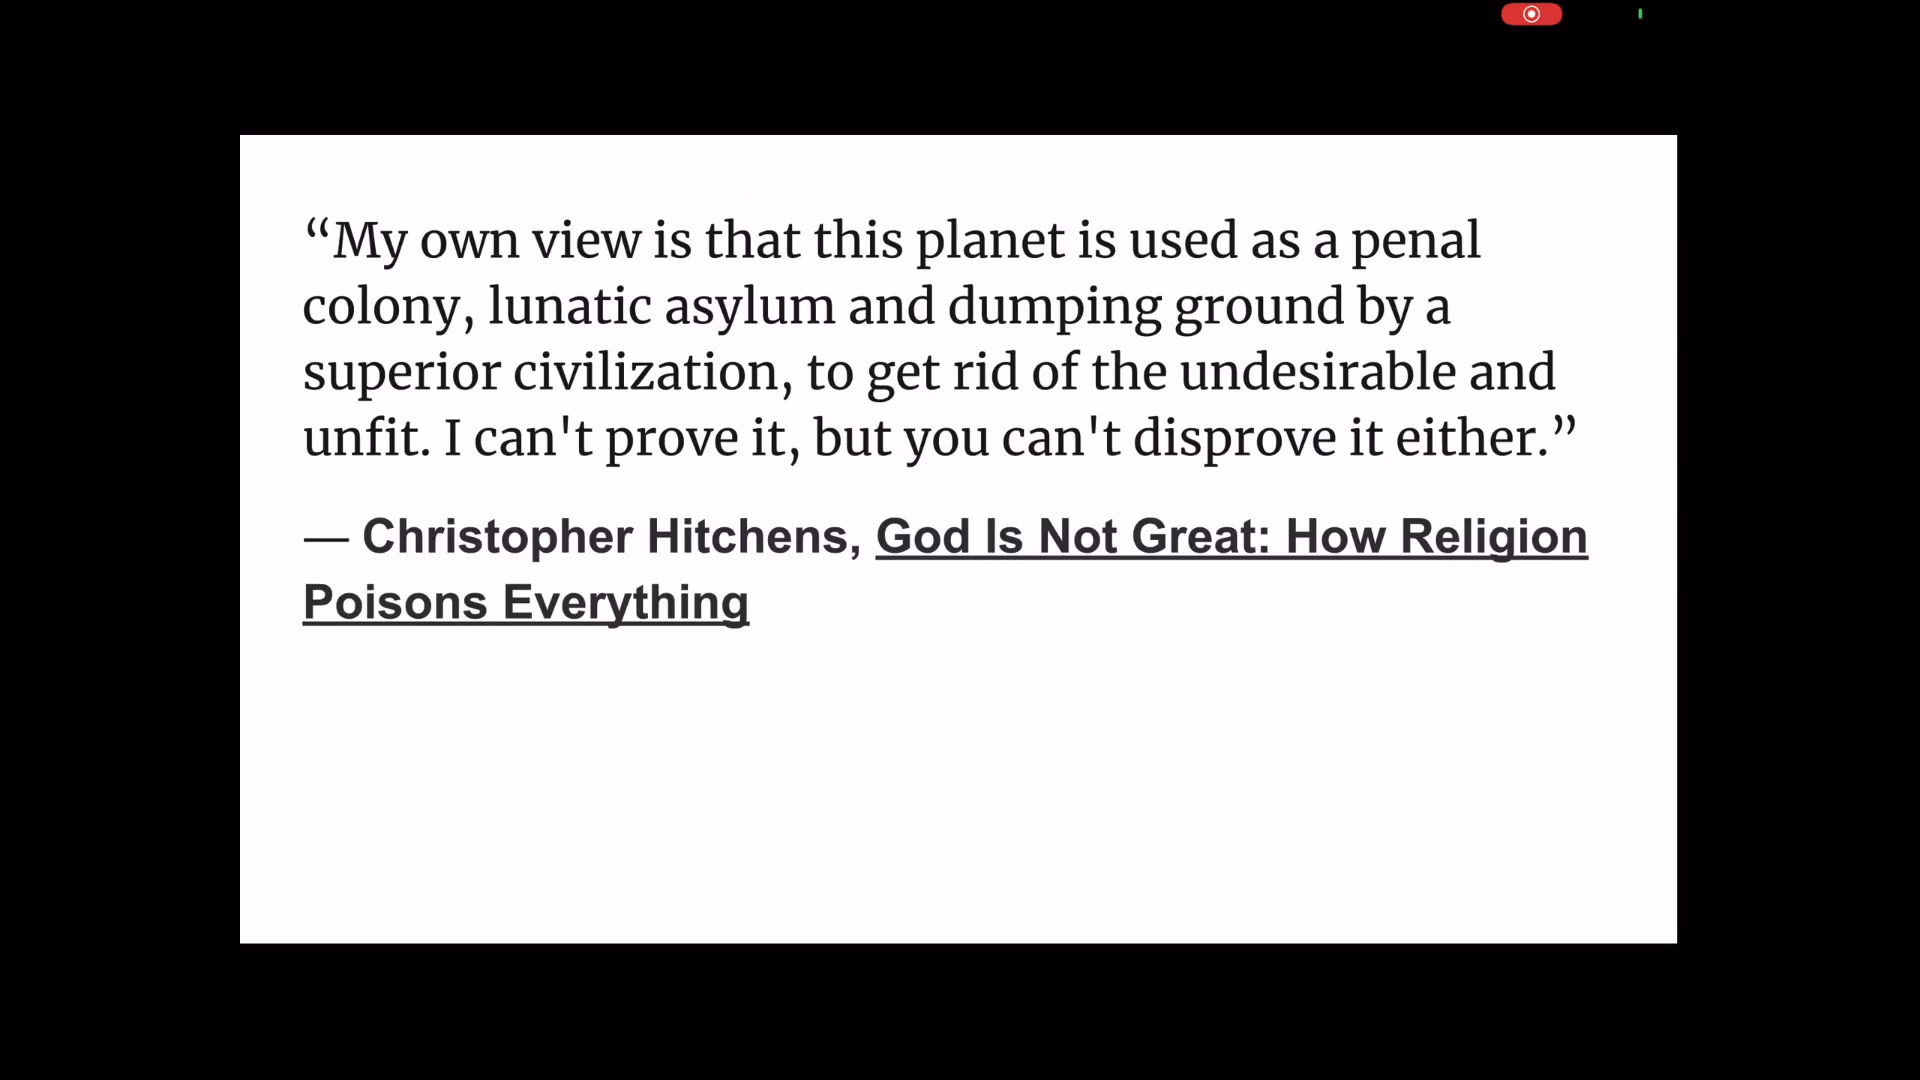 “My own view is that this planet is used as a penal
colony, lunatic asylum and dumping ground by a
superior civilization, to get rid of the undesirable and
unfit. I can't prove it, but you can't disprove it either.”
— Christopher Hitchens, God Is Not Great: How Religion
Poisons Everything